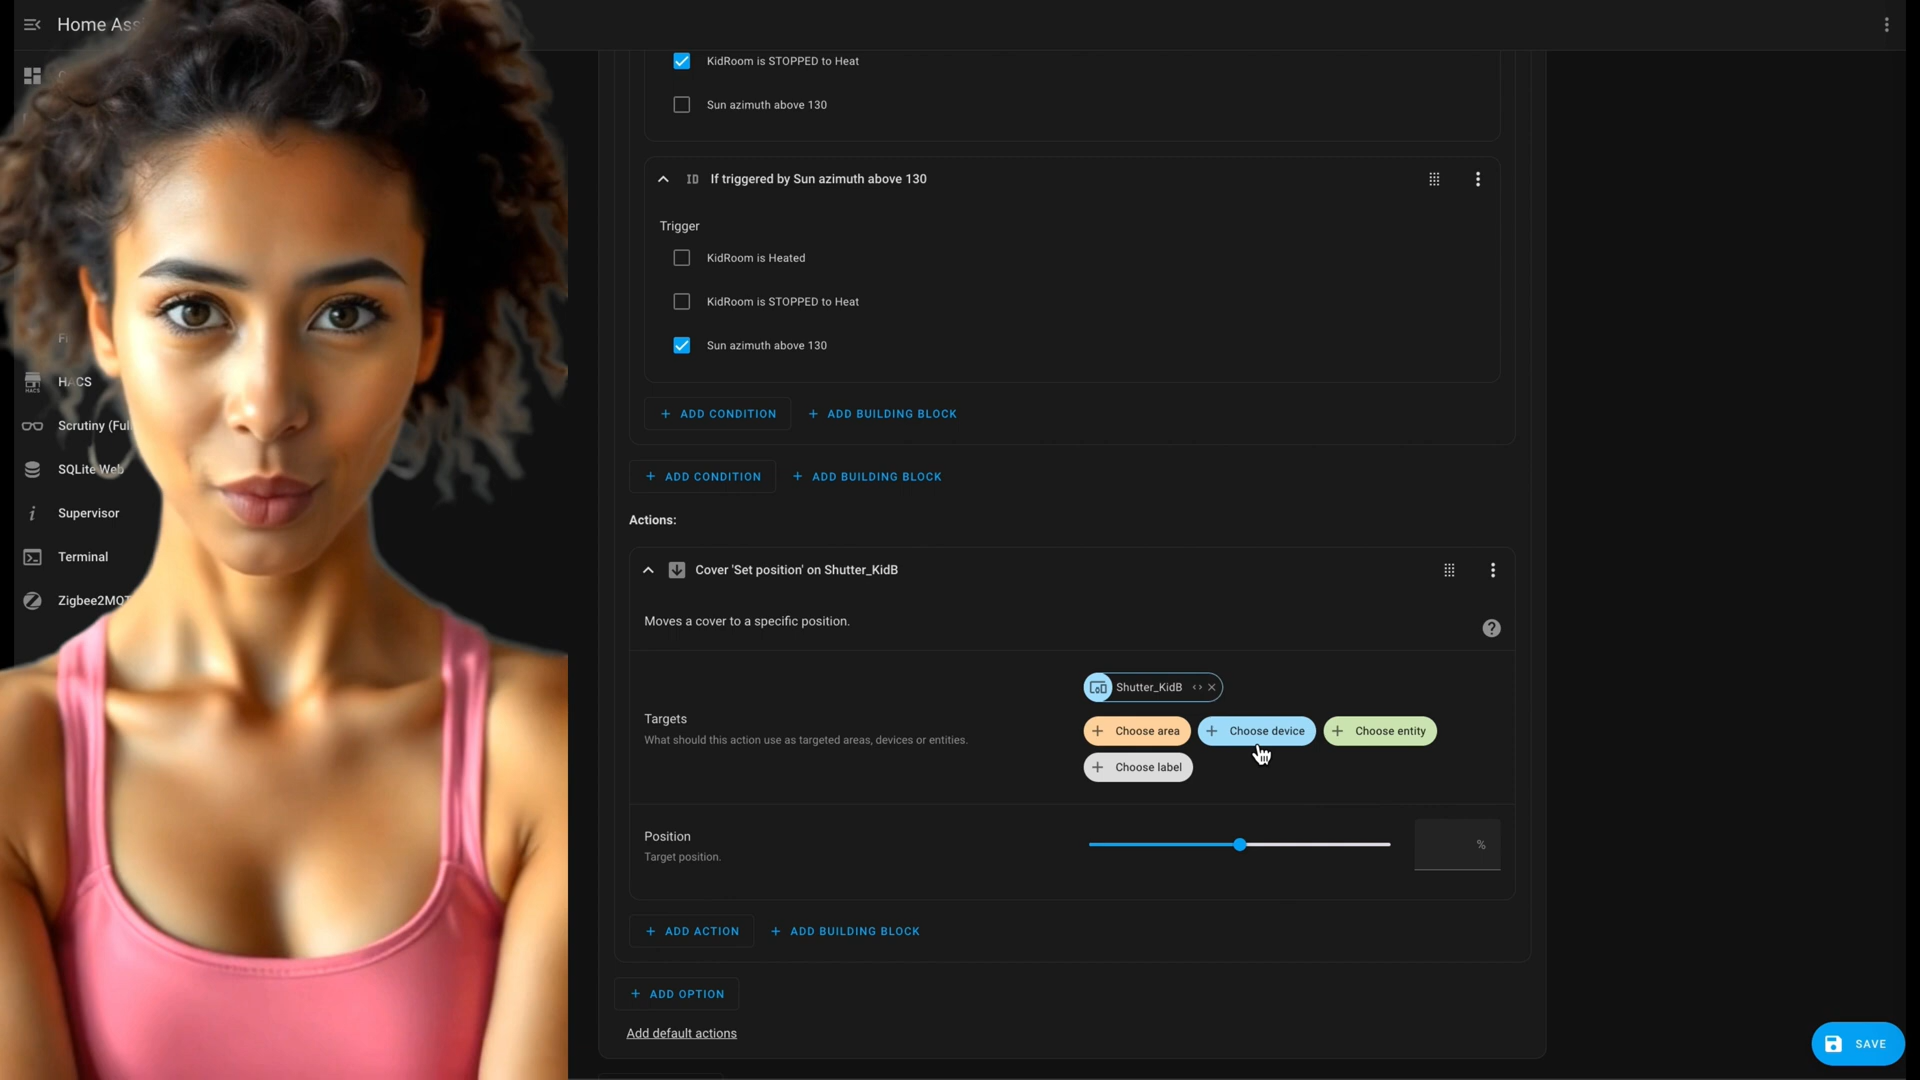 Home Ass
HACS
Scrutiny (Ful
SQLite Web
Supervisor
Terminal
Zigbee2MQT
KidRoom is STOPPED to Heat
Sun azimuth above 130
ID If triggered by Sun azimuth above 130
Trigger
KidRoom is Heated
KidRoom is STOPPED to Heat
Sun azimuth above 130
+ ADD CONDITION + ADD BUILDING BLOCK
+ ADD CONDITION + ADD BUILDING BLOCK
Actions:
Cover 'Set position' on Shutter_KidB
Moves a cover to a specific position.
Shutter_KidB
Targets
What should this action use as targeted areas, devices or entities.
+ Choose area + Choose device + Choose entity
+ Choose label
Position
Target position.
%
+ ADD ACTION + ADD BUILDING BLOCK
+ ADD OPTION
Add default actions
SAVE